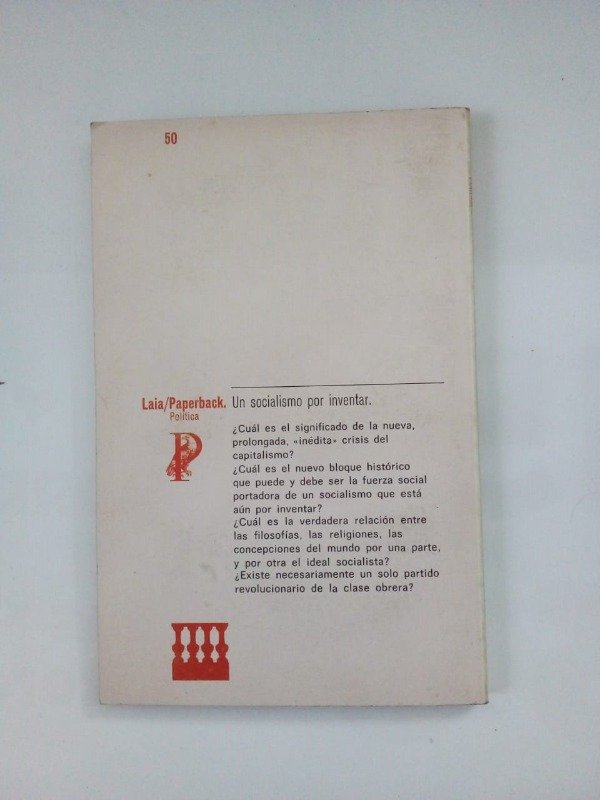 50
Laia/Paperback. Un socialismo por inventar.
Política
¿Cuál es el significado de la nueva,
prolongada, «inédita» crisis del
capitalismo?
¿Cuál es el nuevo bloque histórico
que puede y debe ser la fuerza social
portadora de un socialismo que está
aún por inventar?
¿Cuál es la verdadera relación entre
las filosofías, las religiones, las
concepciones del mundo por una parte,
y por otra el ideal socialista?
¿Existe necesariamente un solo partido
revolucionario de la clase obrera?
P